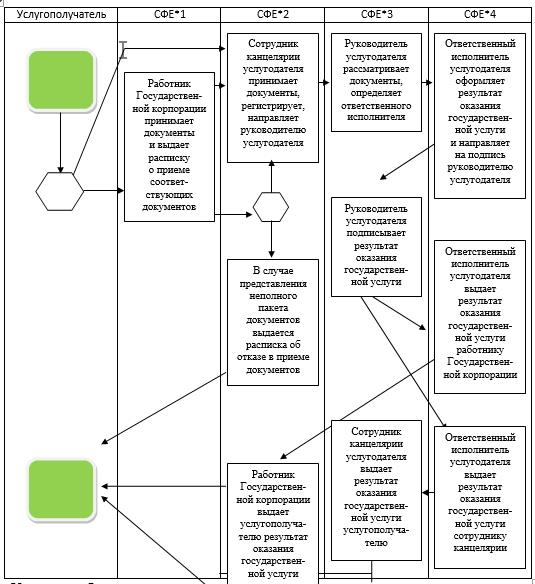 Услугополучатель
СФЕ*1
СФЕ*2
СФЕ*3
СФЕ*4
Работник
Государствен-
ной корпорации
принимает
документы
и выдает
расписку
о приеме
соответ-
ствующих
документов
Сотрудник
канцелярии
услугодателя
принимает
документы,
регистрирует,
направляет
руководителю
услугодателя
Руководитель
услугодателя
рассматривает
документы,
определяет
ответственного
исполнителя
Ответственный
исполнитель
услугодателя
оформляет
результат
оказания
государствен-
ной услуги
и направляет
на подпись
руководителю
услугодателя
Руководитель
услугодателя
подписывает
результат
оказания
государствен-
ной услуги
В случае
представления
неполного
пакета
документов
выдается
расписка об
отказе в приеме
документов
Ответственный
исполнитель
услугодателя
выдает
результат
оказания
государствен-
ной услуги
работнику
Государствен-
ной корпорации
Работник
Государствен-
ной корпорации
выдает
услугополуча-
телю результат
оказания
государствен-
ной услуги
Сотрудник
канцелярии
услугодателя
выдает
результат
оказания
государствен-
ной услуги
услугополуча-
телю
Ответственный
исполнитель
услугодателя
выдает
результат
оказания
государствен-
ной услуги
сотруднику
канцелярии